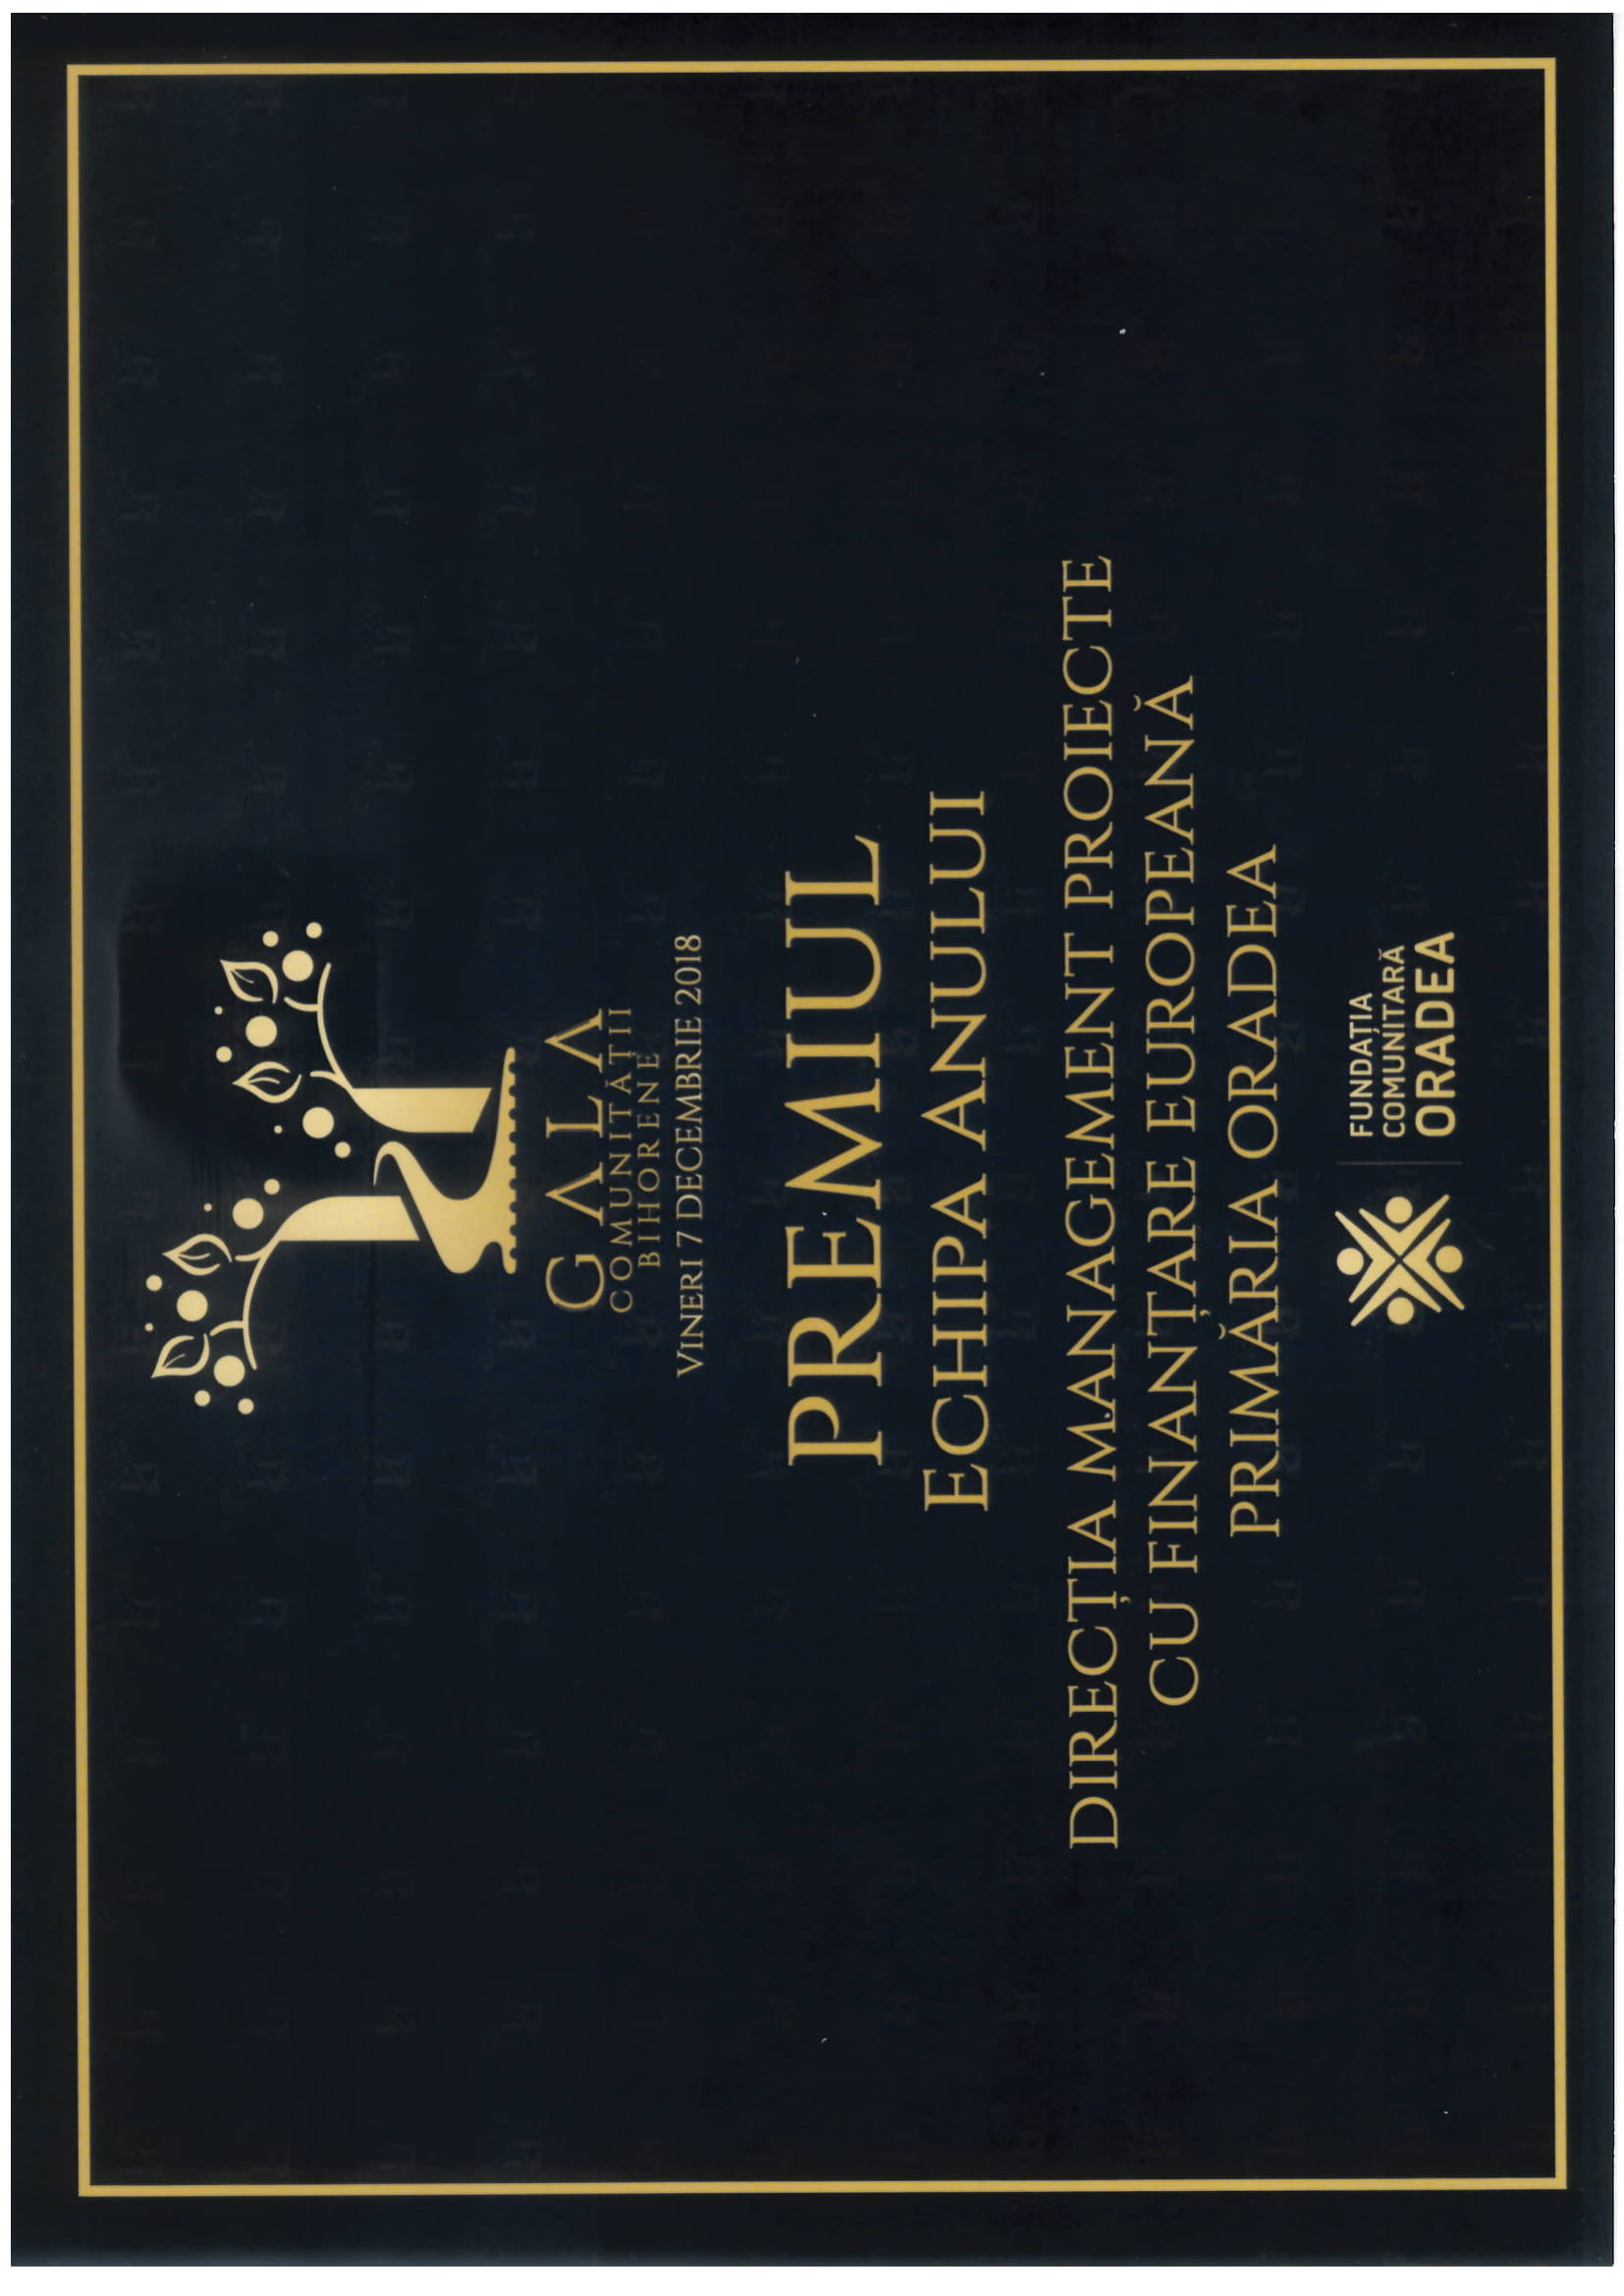 GALA
COMUNITĂȚII
BIHORENE
VINERI 7 DECEMBRIE 2018
PREMIUL
ECHIPA ANULUI
DIRECȚIA MANAGEMENT PROIECTE
CU FINANȚARE EUROPEANĂ
PRIMĂRIA ORADEA
FUNDAȚIA
COMUNITARĂ
ORADEA